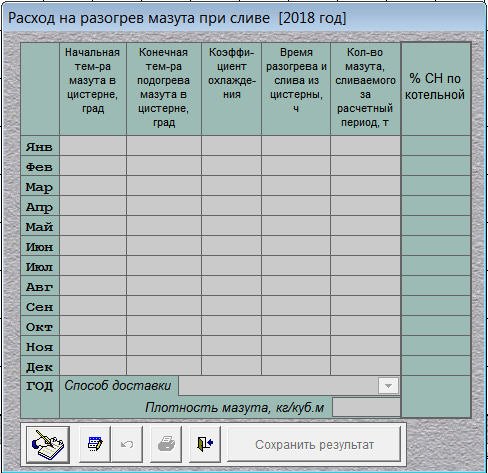 Расход на разогрев мазута при сливе [2018 год]
Начальная
тем-ра
мазута в
цистерне,
град
Конечная
тем-ра
подогрева
мазута в
цистерне,
град
Коэффи-
циент
охлажде-
ния
Время
разогрева и
слива из
цистерны,
ч
Кол-во
мазута,
сливаемого
за
расчетный
период, т
% СН по
котельной
Янв
Фев
Мар
Апр
Май
Июн
Июл
Авг
Сен
Окт
Ноя
Дек
ГОД Способ доставки
Плотность мазута, кг/куб.м
Сохранить результат